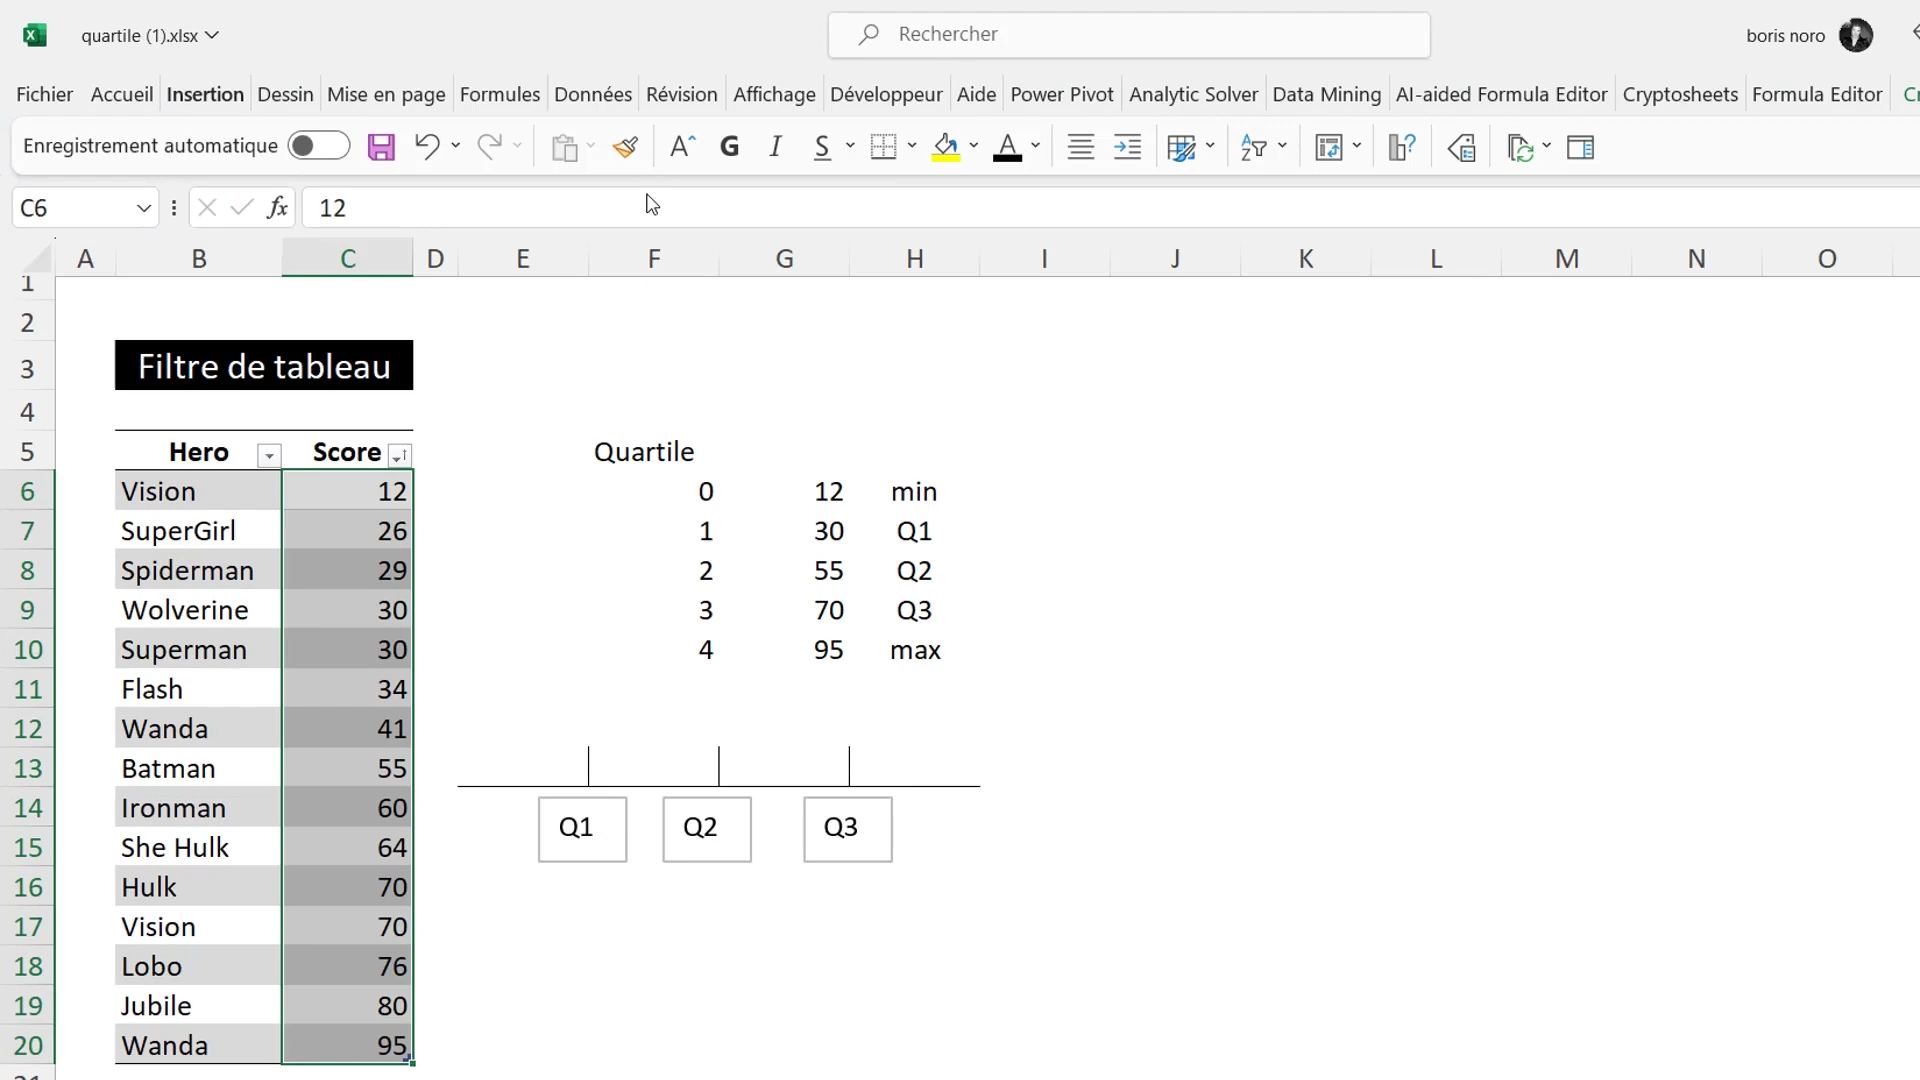 quartile (1).xlsx
Rechercher
boris noro
Fichier Accueil Insertion Dessin Mise en page Formules Données Révision Affichage Développeur Aide Power Pivot Analytic Solver Data Mining AI-aided Formula Editor Cryptosheets Formula Editor
Enregistrement automatique G I S A
C6 fx 12
A B C D E F G H I J K L M N O
1
2
3 Filtre de tableau
4
5 Hero Score Quartile
6 Vision 12 0 12 min
7 SuperGirl 26 1 30 Q1
8 Spiderman 29 2 55 Q2
9 Wolverine 30 3 70 Q3
10 Superman 30 4 95 max
11 Flash 34
12 Wanda 41
13 Batman 55
14 Ironman 60 Q1 Q2 Q3
15 She Hulk 64
16 Hulk 70
17 Vision 70
18 Lobo 76
19 Jubile 80
20 Wanda 95